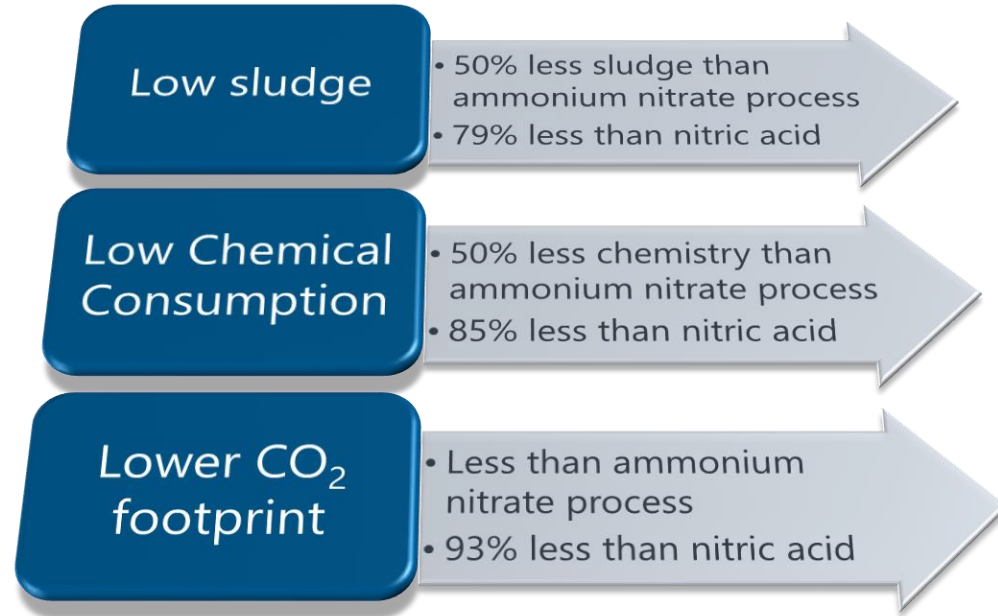 Low sludge
• 50% less sludge than
ammonium nitrate process
• 79% less than nitric acid
Low Chemical
Consumption
• 50% less chemistry than
ammonium nitrate process
• 85% less than nitric acid
Lower CO₂
footprint
• Less than ammonium
nitrate process
• 93% less than nitric acid